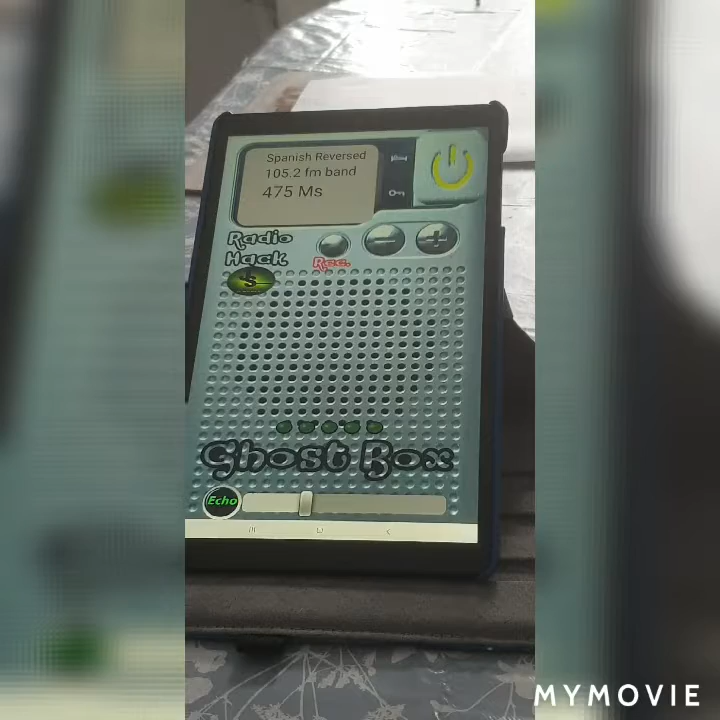 Spanish Reversed
105.2 fm band
475 Ms
Radio
Hack
Rec.
S
Ghost Box
Echo
MYMOVIE